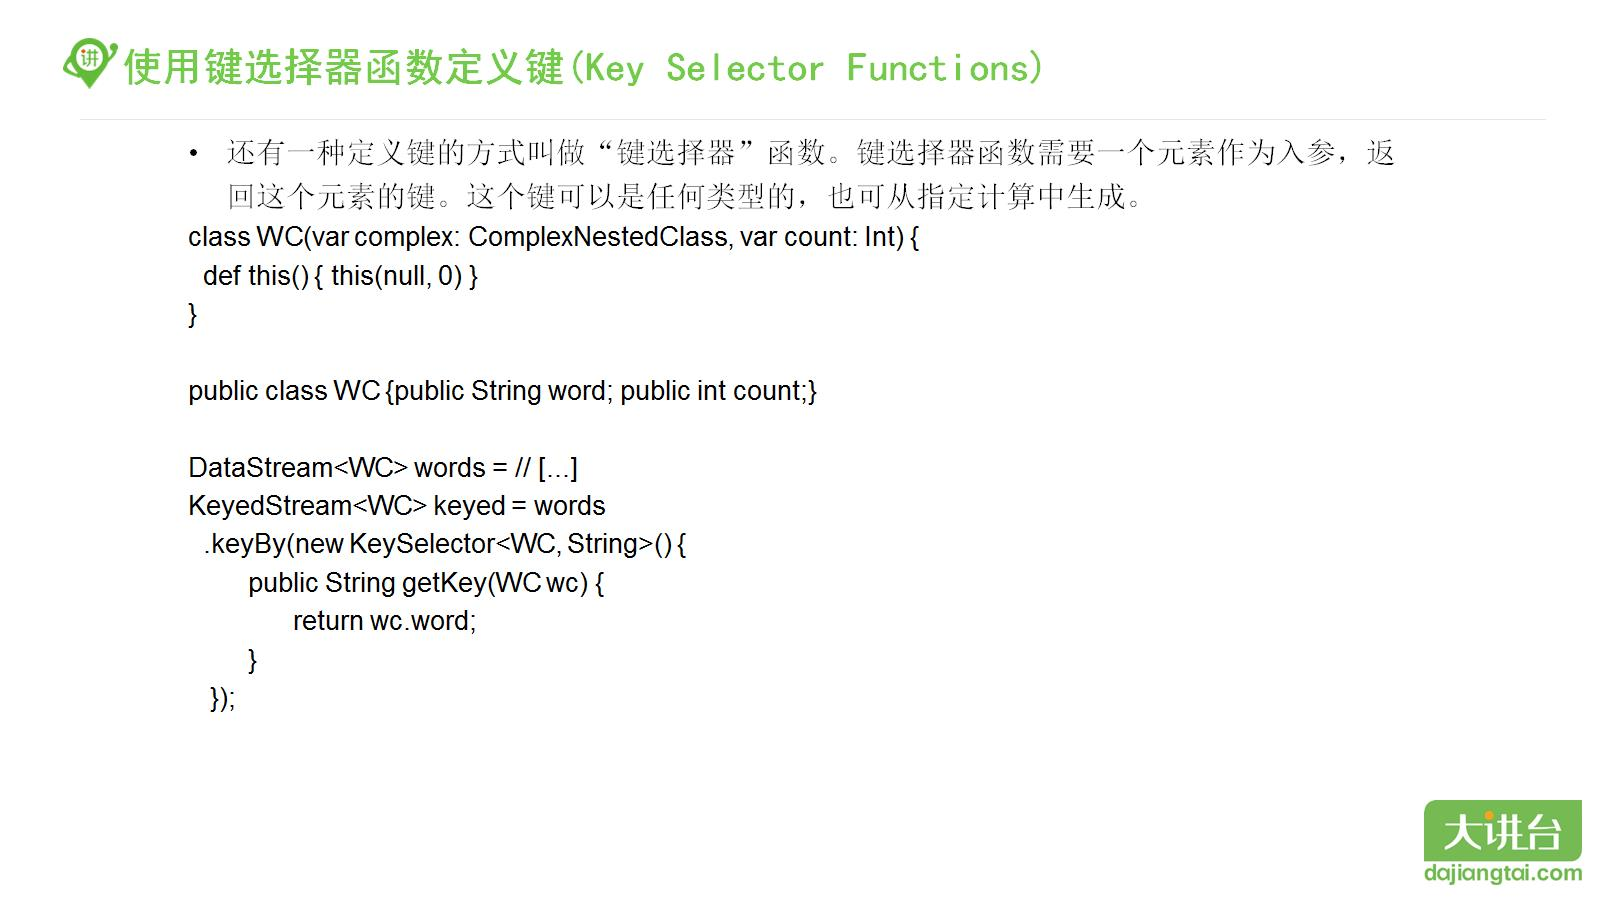 讲
使用键选择器函数定义键(Key Selector Functions)
• 还有一种定义键的方式叫做“键选择器”函数。键选择器函数需要一个元素作为入参，返
回这个元素的键。这个键可以是任何类型的，也可从指定计算中生成。
class WC(var complex: ComplexNestedClass, var count: Int) {
  def this() { this(null, 0) }
}
public class WC {public String word; public int count;}
DataStream<WC> words = // [...]
KeyedStream<WC> keyed = words
  .keyBy(new KeySelector<WC, String>() {
        public String getKey(WC wc) {
              return wc.word;
        }
   });
大讲台
dajiangtai.com